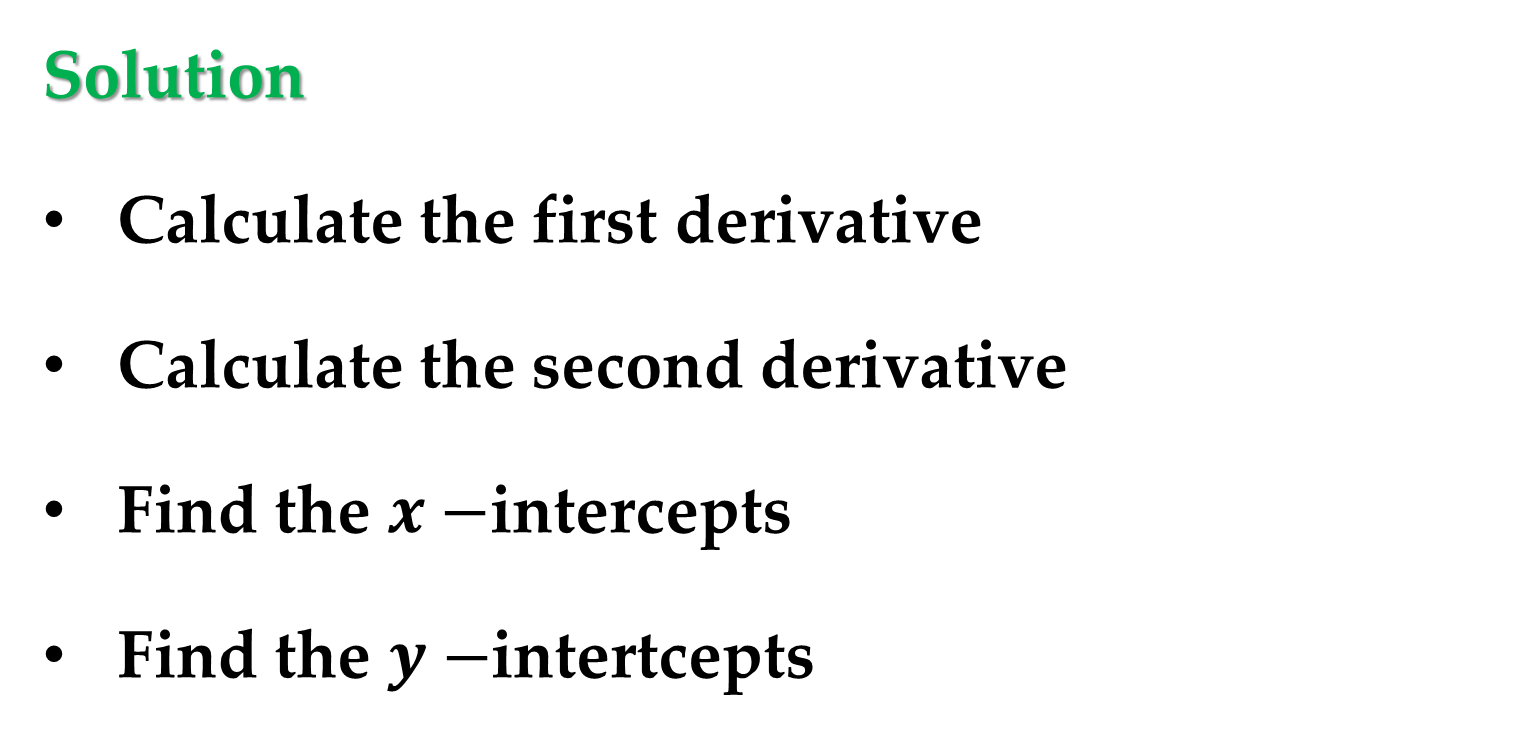 Solution
• Calculate the first derivative
• Calculate the second derivative
• Find the x −intercepts
• Find the y −intertcepts